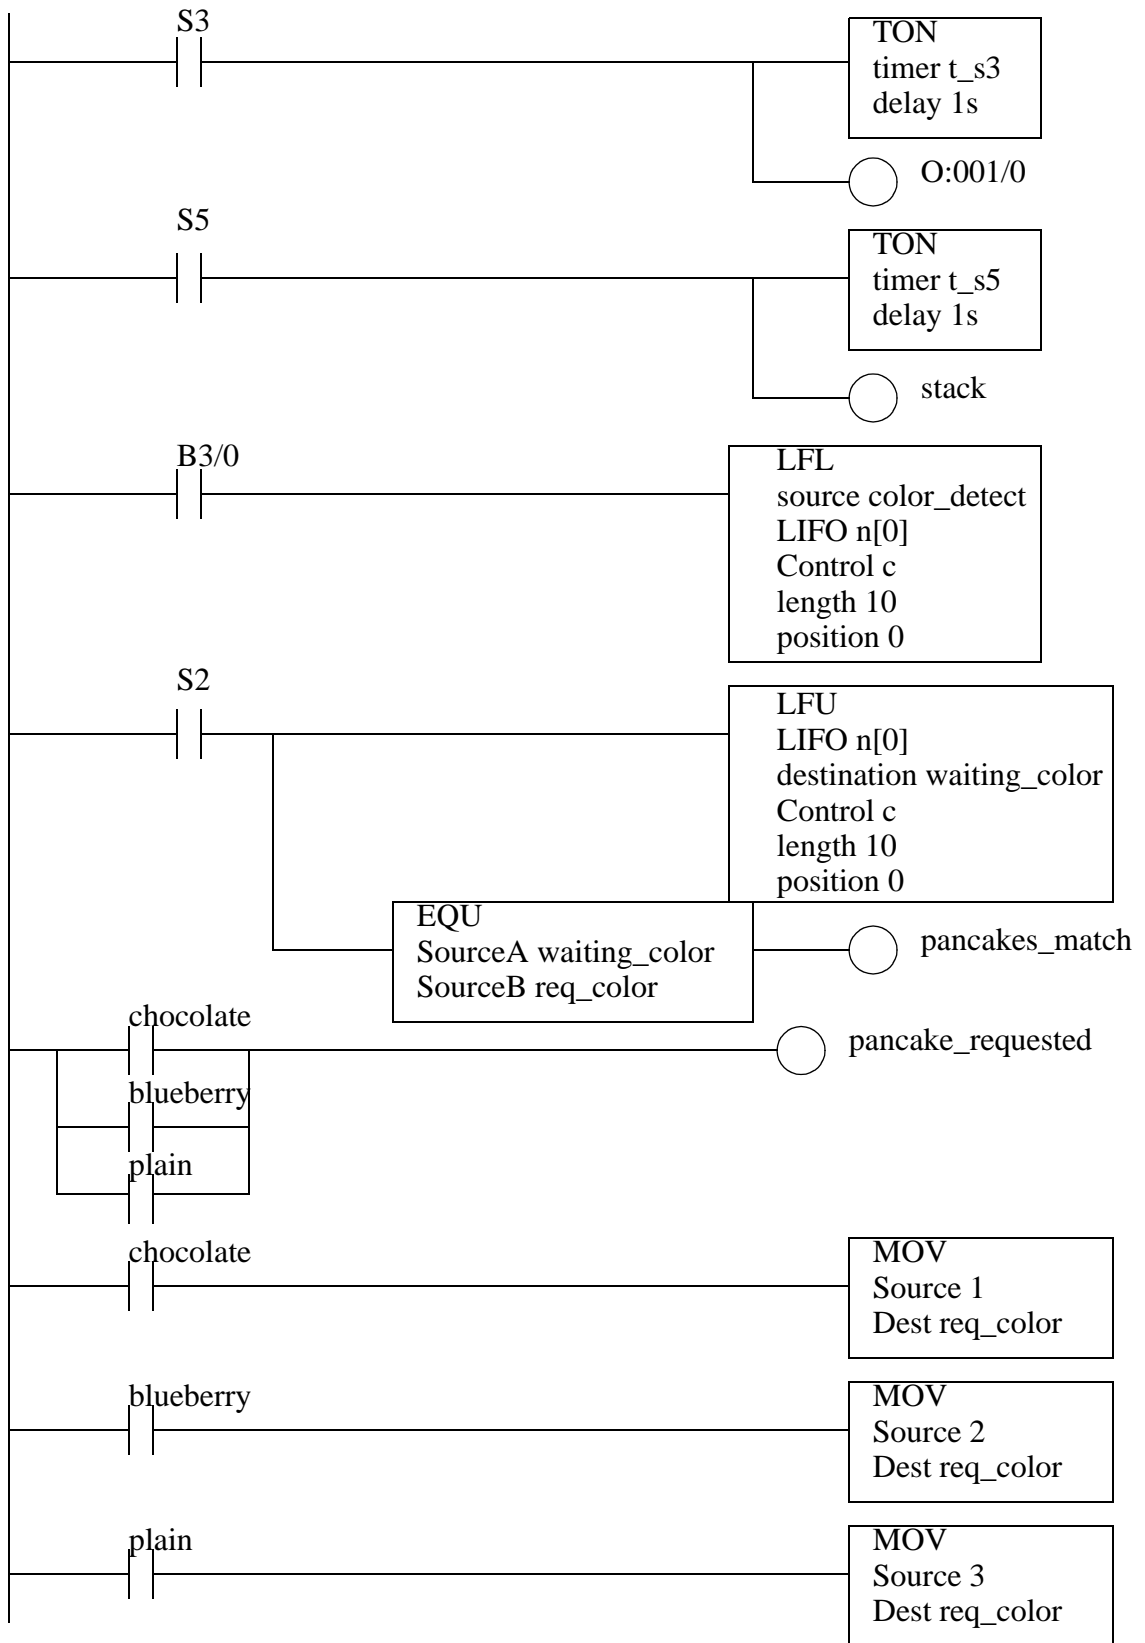 S3
TON
timer t_s3
delay 1s
O:001/0
S5
TON
timer t_s5
delay 1s
stack
B3/0
LFL
source color_detect
LIFO n[0]
Control c
length 10
position 0
S2
LFU
LIFO n[0]
destination waiting_color
Control c
length 10
position 0
EQU
SourceA waiting_color
SourceB req_color
pancakes_match
chocolate
pancake_requested
blueberry
plain
chocolate
MOV
Source 1
Dest req_color
blueberry
MOV
Source 2
Dest req_color
plain
MOV
Source 3
Dest req_color